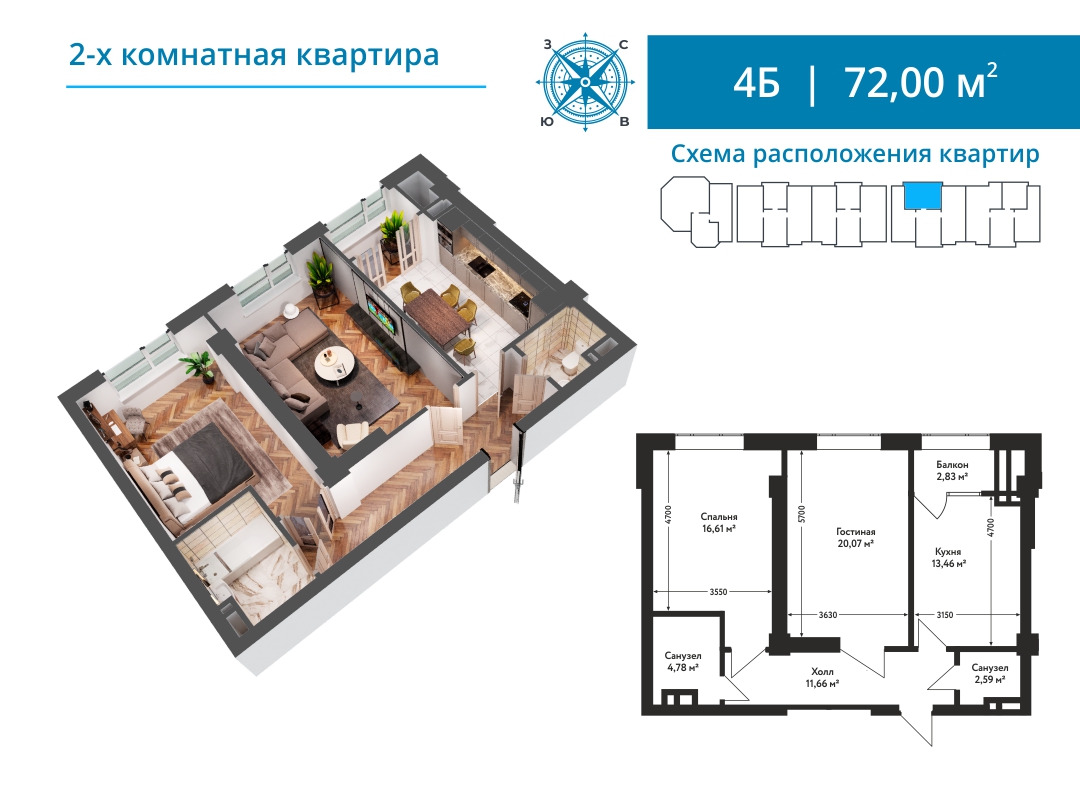 2-х комнатная квартира
З
С
Ю
В
4Б | 72,00 м²
Схема расположения квартир
Балкон
2,83 м²
Спальня
16,61 м²
4700
5700
Гостиная
20,07 м²
4700
Кухня
13,46 м²
3550
3630
3150
Санузел
4,78 м²
Холл
11,66 м²
Санузел
2,59 м²